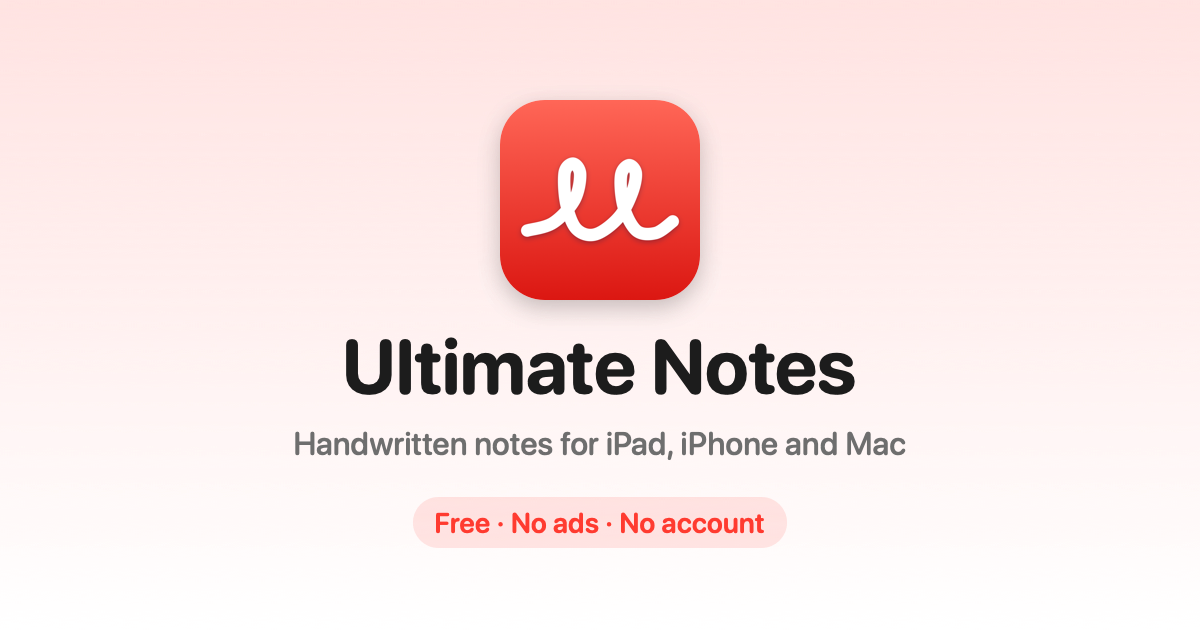 Ultimate Notes
Handwritten notes for iPad, iPhone and Mac
Free · No ads · No account